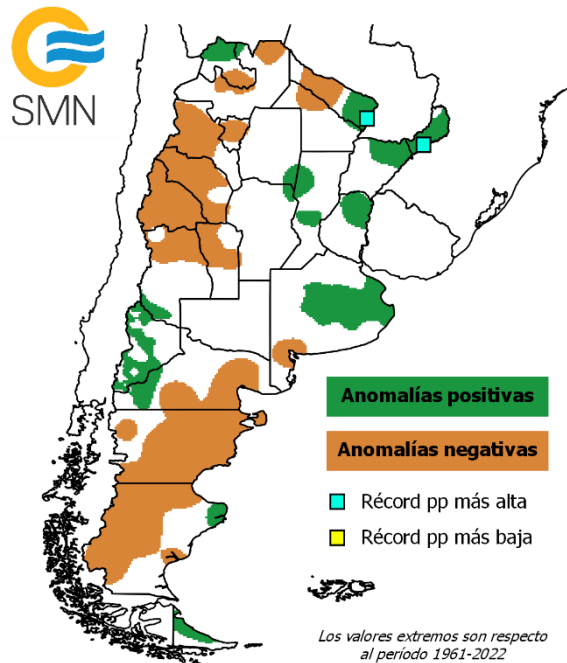 SMN
Anomalías positivas
Anomalías negativas
Récord pp más alta
Récord pp más baja
Los valores extremos son respecto
al período 1961-2022